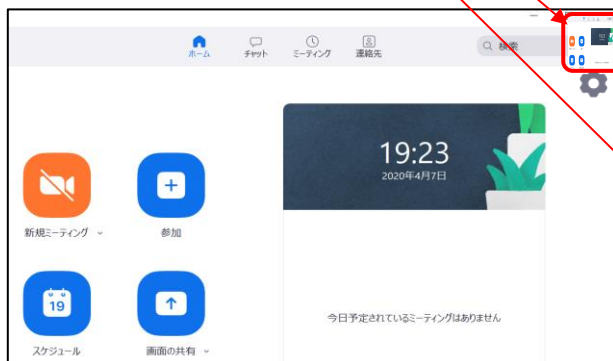 ホーム
チャット
ミーティング
連絡先
検索
19:23
2020年4月7日
新規ミーティング
参加
19
スケジュール
画面の共有
今日予定されているミーティングはありません